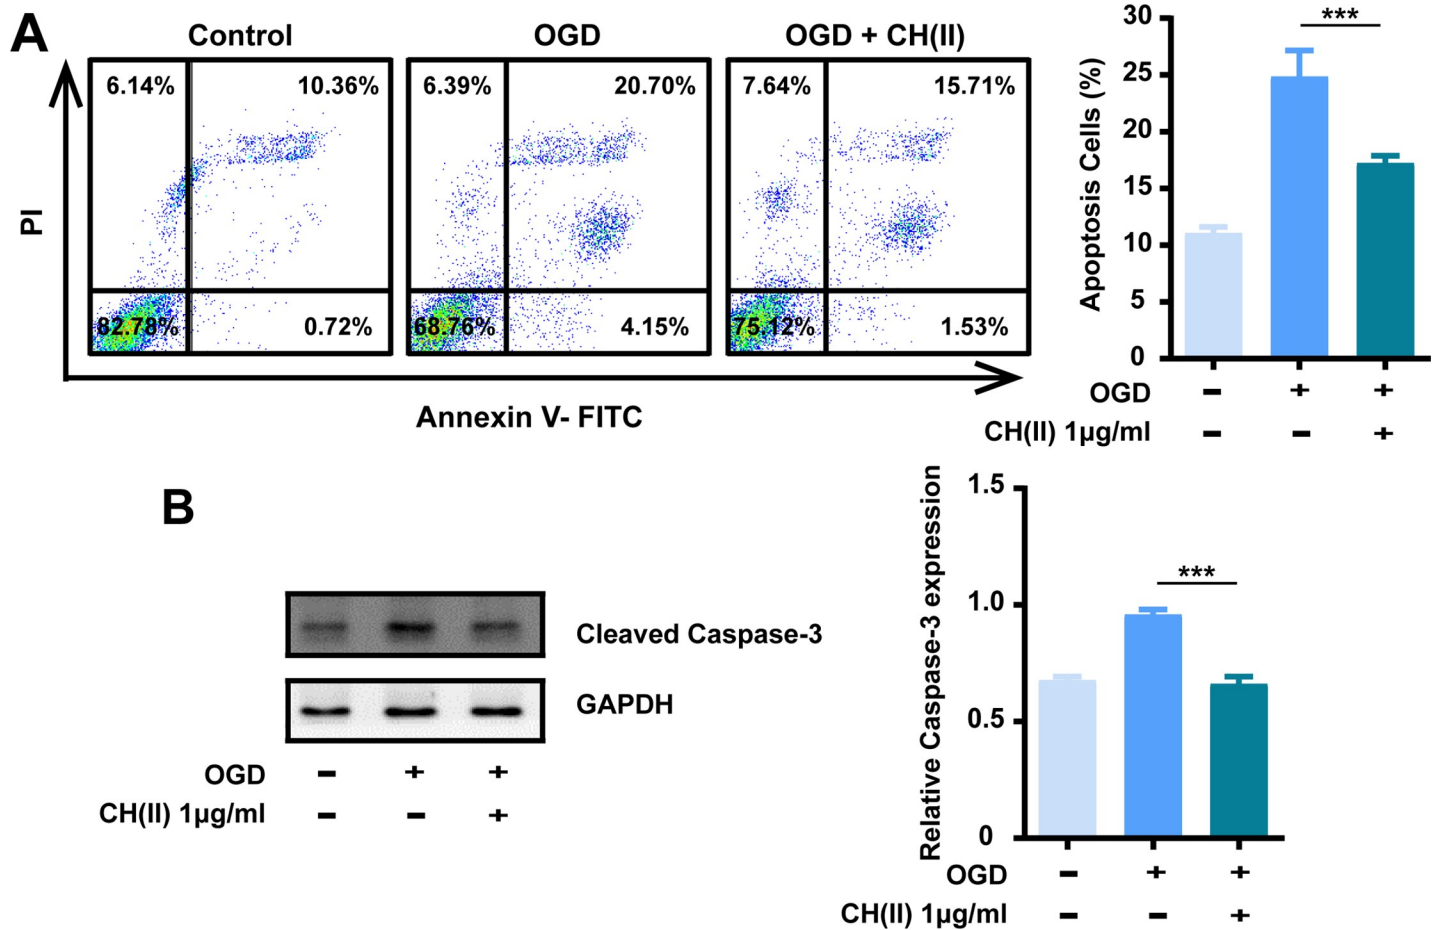 A
Control
OGD
OGD + CH(II)
6.14%
10.36%
6.39%
20.70%
7.64%
15.71%
82.78%
0.72%
68.76%
4.15%
75.12%
1.53%
PI
Annexin V- FITC
***
Apoptosis Cells (%)
30
25
20
15
10
5
0
OGD − + +
CH(II) 1μg/ml − − +
B
Cleaved Caspase-3
GAPDH
OGD − + +
CH(II) 1μg/ml − − +
***
Relative Caspase-3 expression
1.5
1.0
0.5
0
OGD − + +
CH(II) 1μg/ml − − +